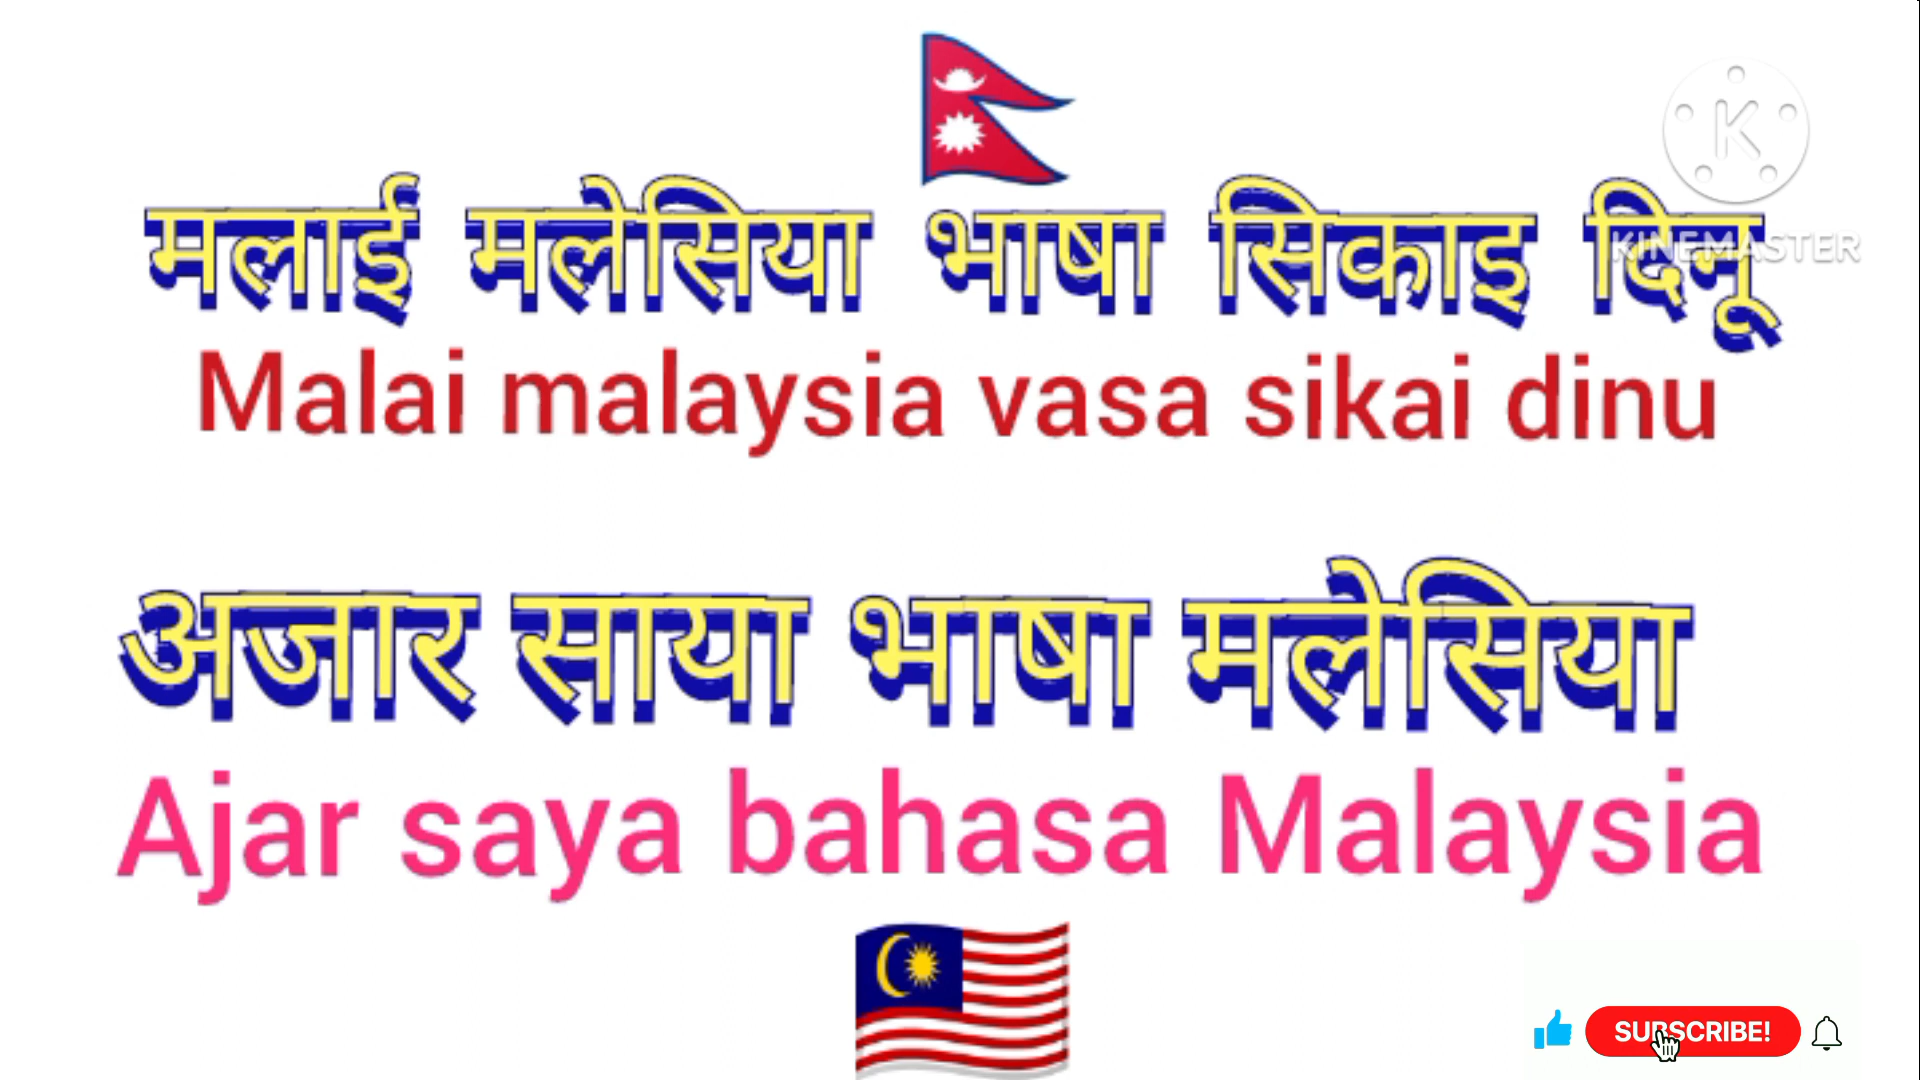 मलाई मलेसिया भाषा सिकाइ दिनू
KINEMASTER
Malai malaysia vasa sikai dinu
अजार साया भाषा मलेसिया
Ajar saya bahasa Malaysia
SUBSCRIBE!